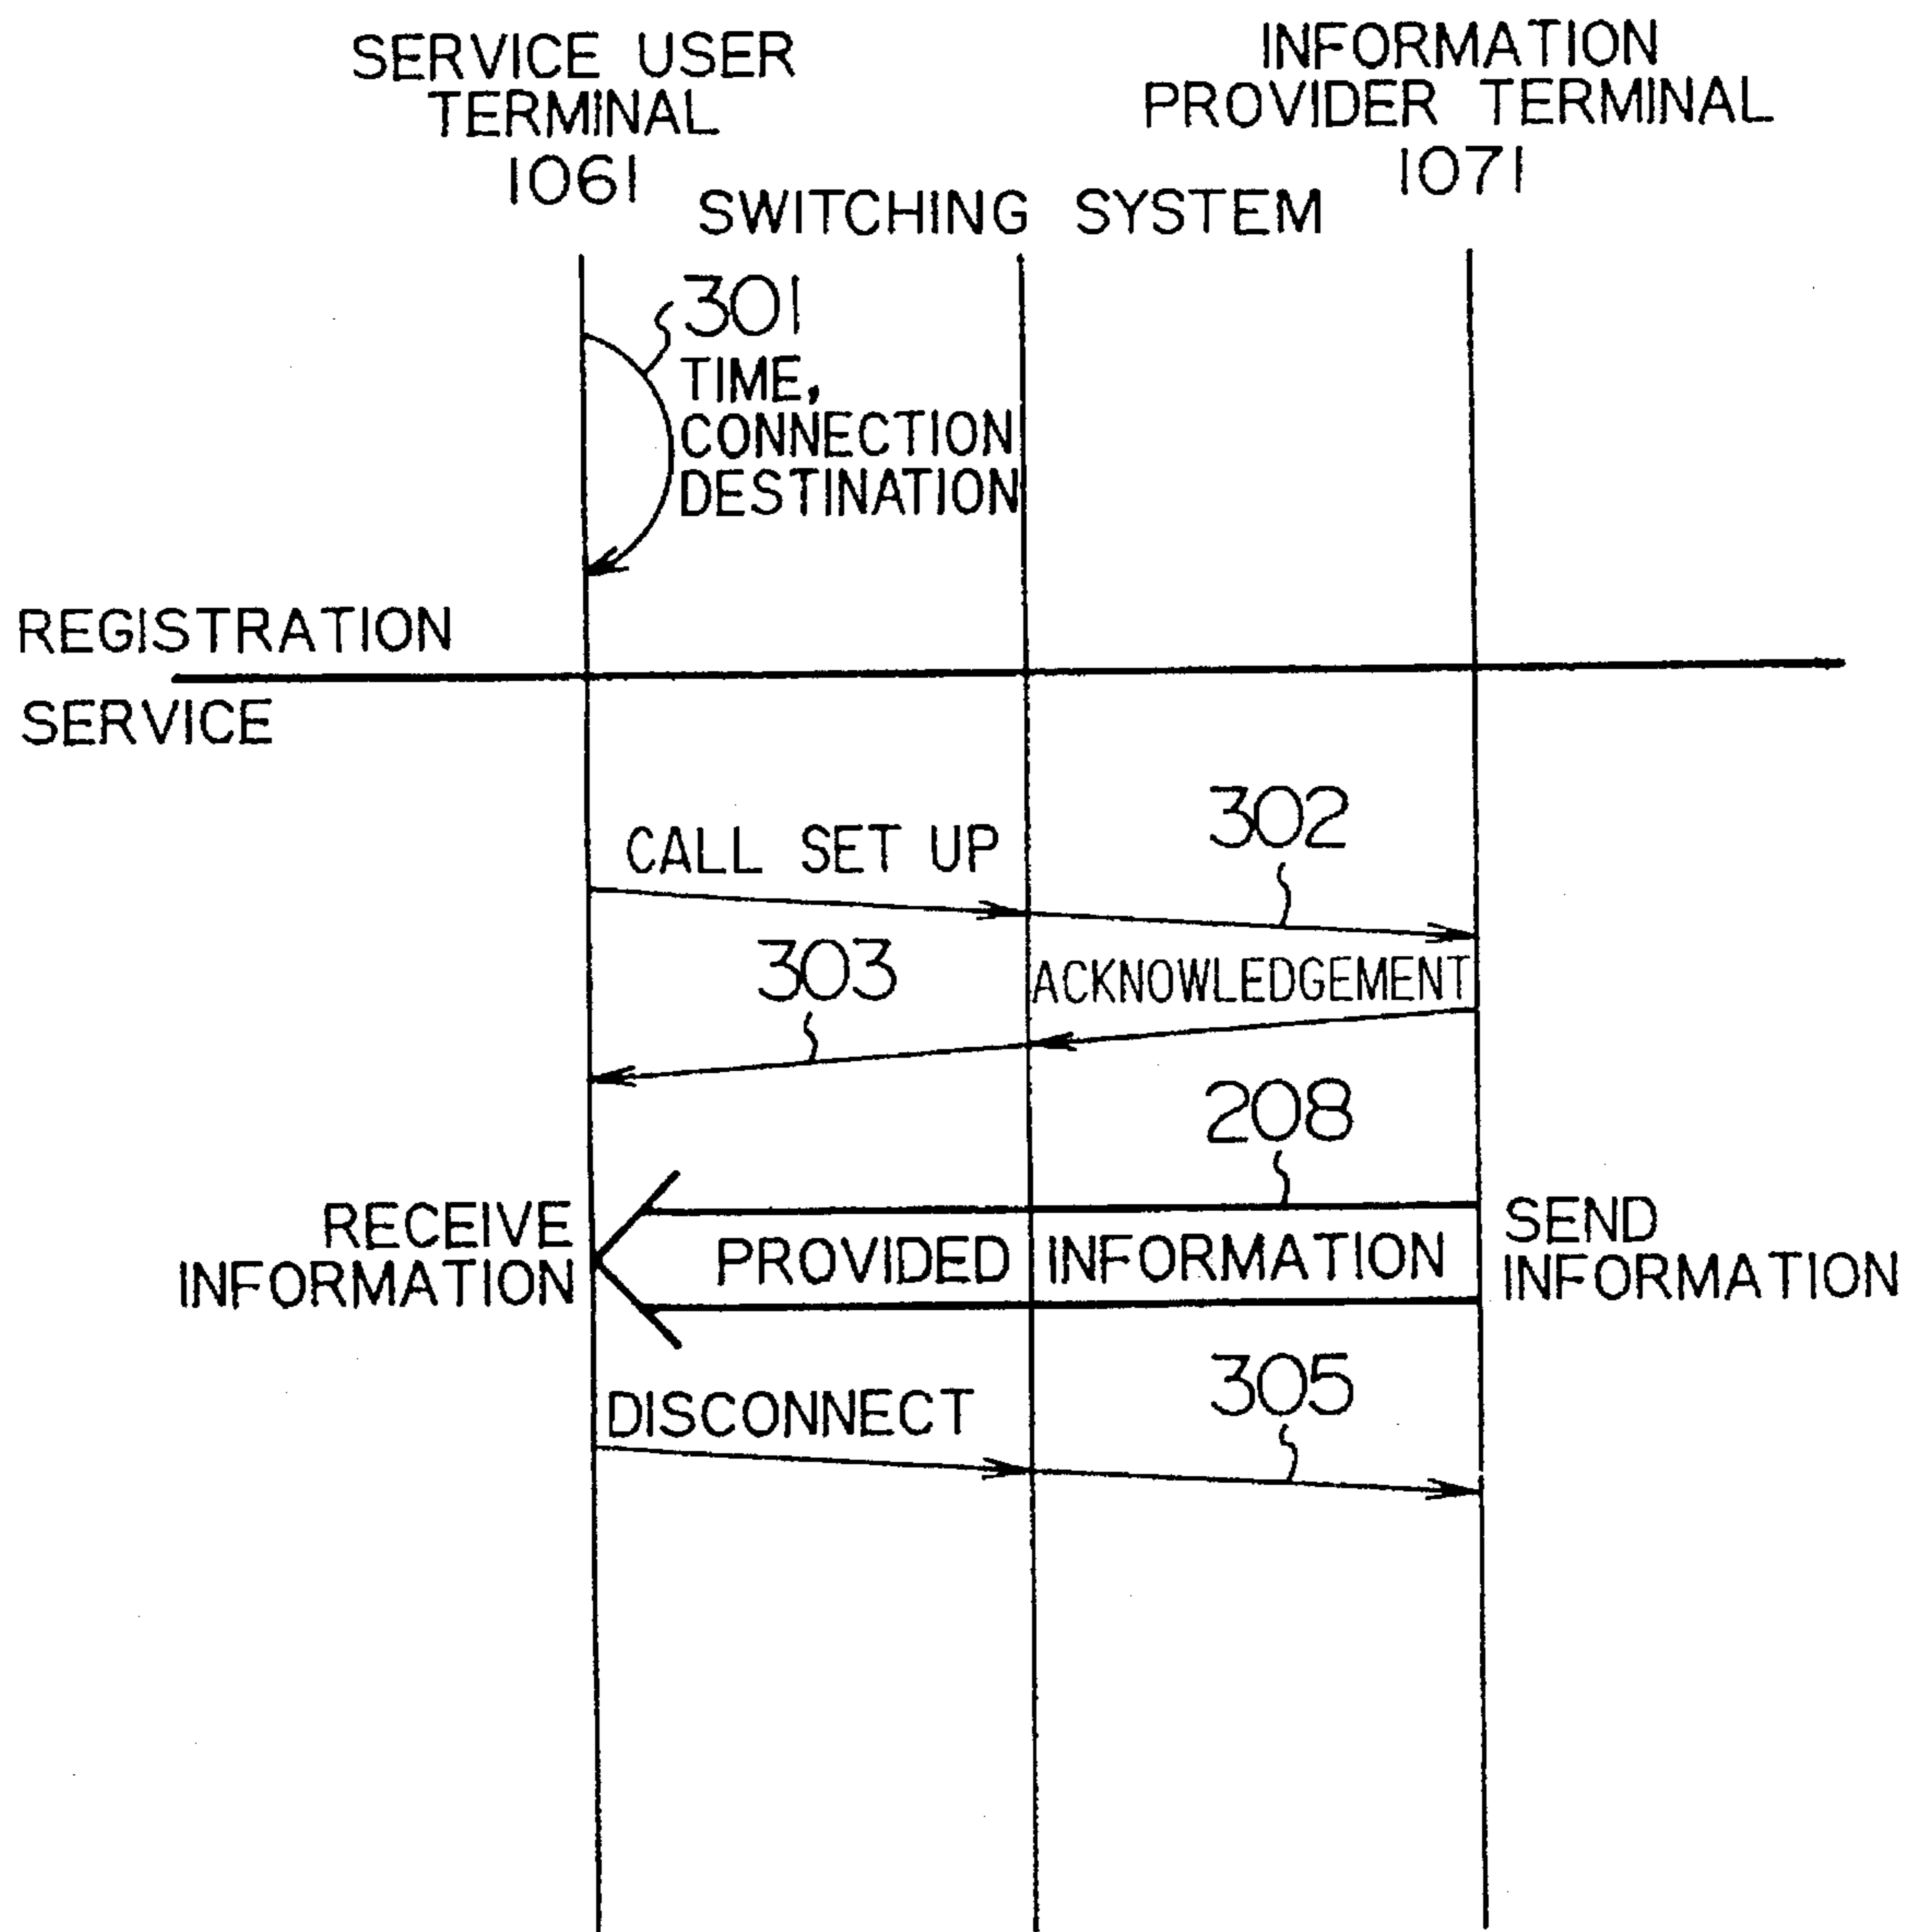 SERVICE USER
TERMINAL
1061
INFORMATION
PROVIDER TERMINAL
1071
SWITCHING SYSTEM
301
TIME,
CONNECTION
DESTINATION
REGISTRATION
SERVICE
302
CALL SET UP
303
ACKNOWLEDGEMENT
208
RECEIVE
INFORMATION
PROVIDED INFORMATION
SEND
INFORMATION
305
DISCONNECT